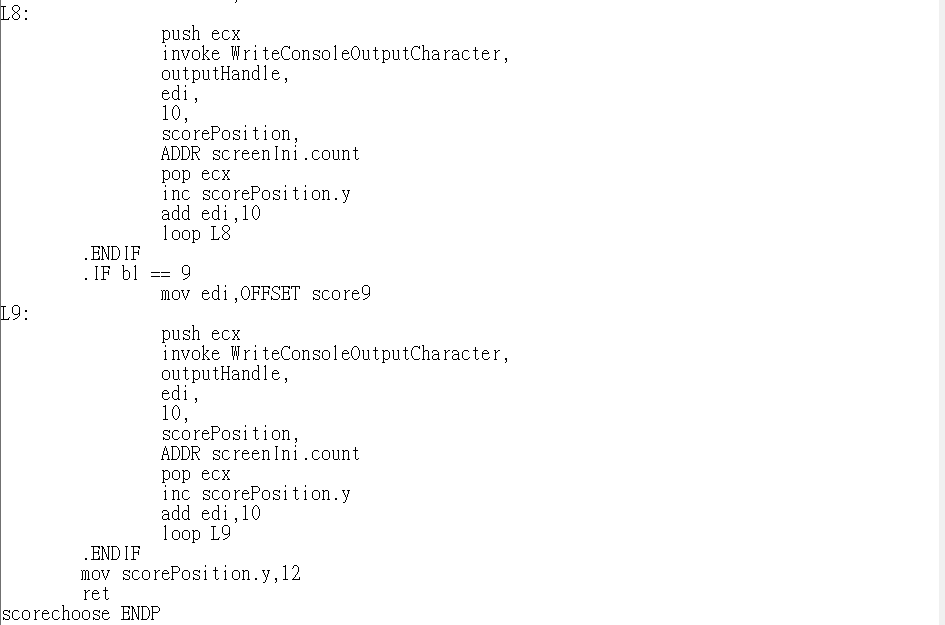 L8:
push ecx
invoke WriteConsoleOutputCharacter,
outputHandle,
edi,
10,
scorePosition,
ADDR screenIni.count
pop ecx
inc scorePosition.y
add edi,10
loop L8
.ENDIF
.IF bl == 9
mov edi,OFFSET score9
L9:
push ecx
invoke WriteConsoleOutputCharacter,
outputHandle,
edi,
10,
scorePosition,
ADDR screenIni.count
pop ecx
inc scorePosition.y
add edi,10
loop L9
.ENDIF
mov scorePosition.y,12
ret
scorechoose ENDP